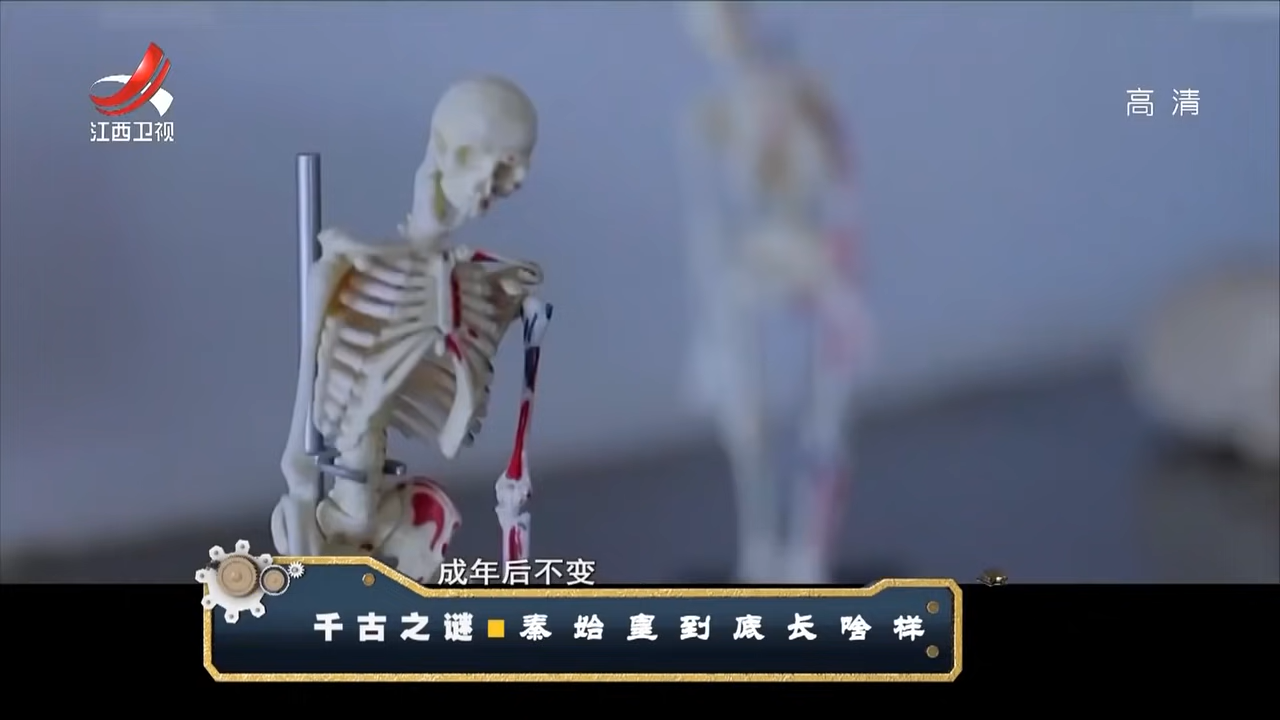 江西卫视
高清
成年后不变
千古之谜■秦始皇到底长啥样